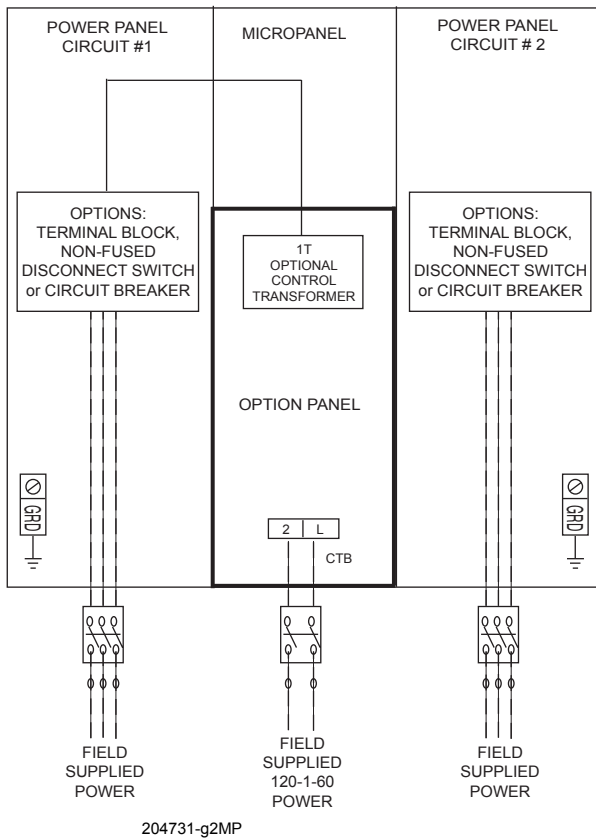 POWER PANEL
CIRCUIT #1
MICROPANEL
POWER PANEL
CIRCUIT # 2
OPTIONS:
TERMINAL BLOCK,
NON-FUSED
DISCONNECT SWITCH
or CIRCUIT BREAKER
1T
OPTIONAL
CONTROL
TRANSFORMER
OPTIONS:
TERMINAL BLOCK,
NON-FUSED
DISCONNECT SWITCH
or CIRCUIT BREAKER
OPTION PANEL
GRD
2 L
CTB
GRD
FIELD
SUPPLIED
POWER
FIELD
SUPPLIED
120-1-60
POWER
FIELD
SUPPLIED
POWER
204731-g2MP